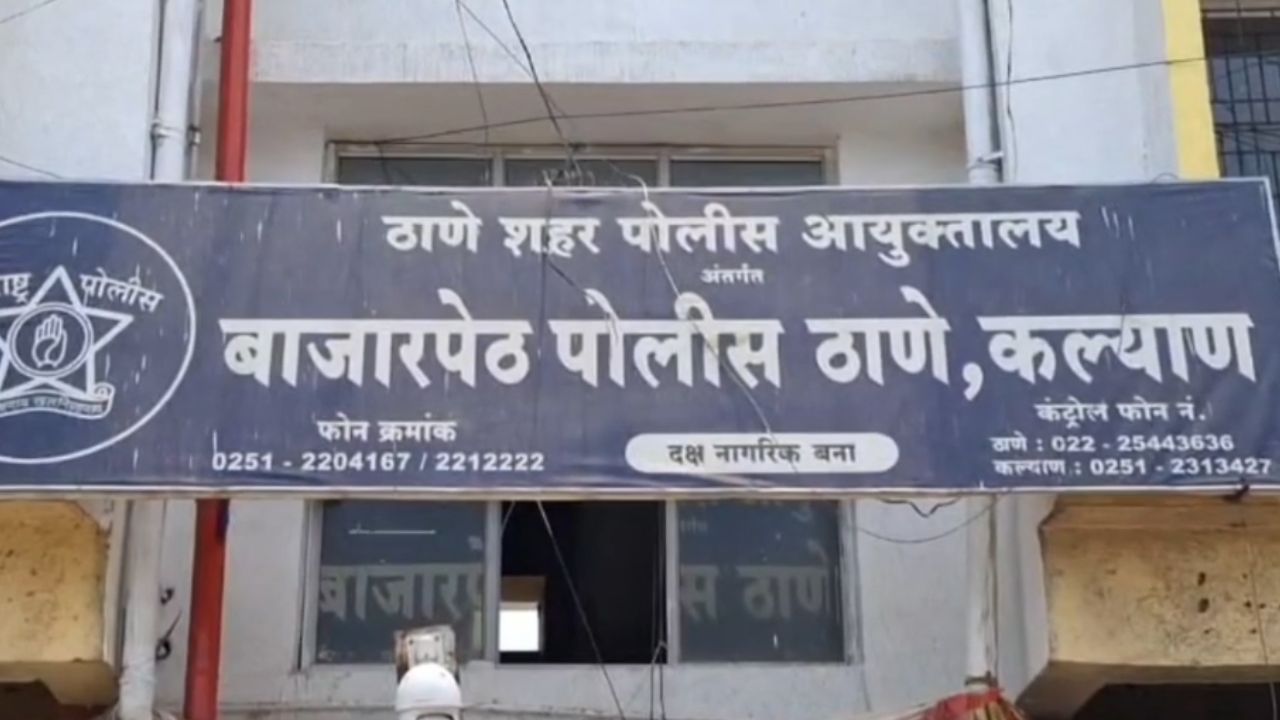 ठाणे शहर पोलीस आयुक्तालय
अंतर्गत
बाजारपेठ पोलीस ठाणे, कल्याण
पोलीस
फोन क्रमांक
0251 - 2204167 / 2212222
दक्ष नागरिक बना
कंट्रोल फोन नं.
ठाणे : 022 - 25443636
कल्याण : 0251 - 2313427
बाजारपे
स ठाणे